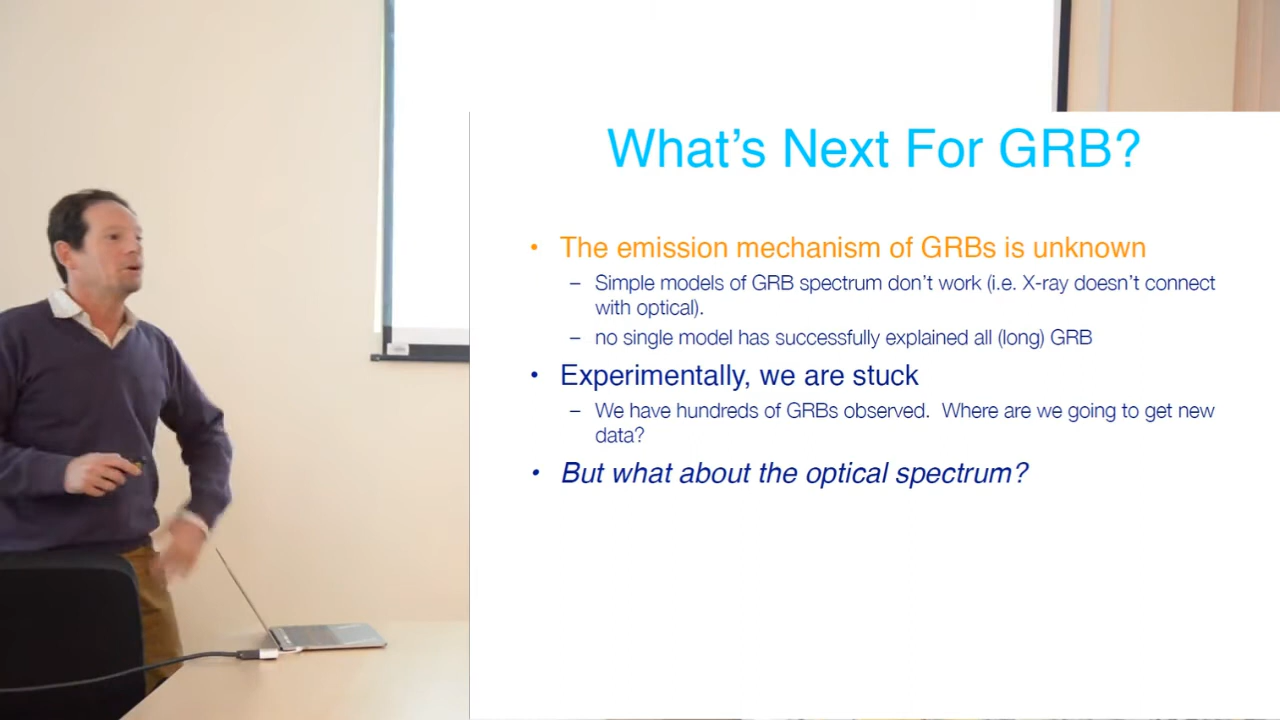 What's Next For GRB?
• The emission mechanism of GRBs is unknown
– Simple models of GRB spectrum don't work (i.e. X-ray doesn't connect
with optical).
– no single model has successfully explained all (long) GRB
• Experimentally, we are stuck
– We have hundreds of GRBs observed.  Where are we going to get new
data?
• But what about the optical spectrum?